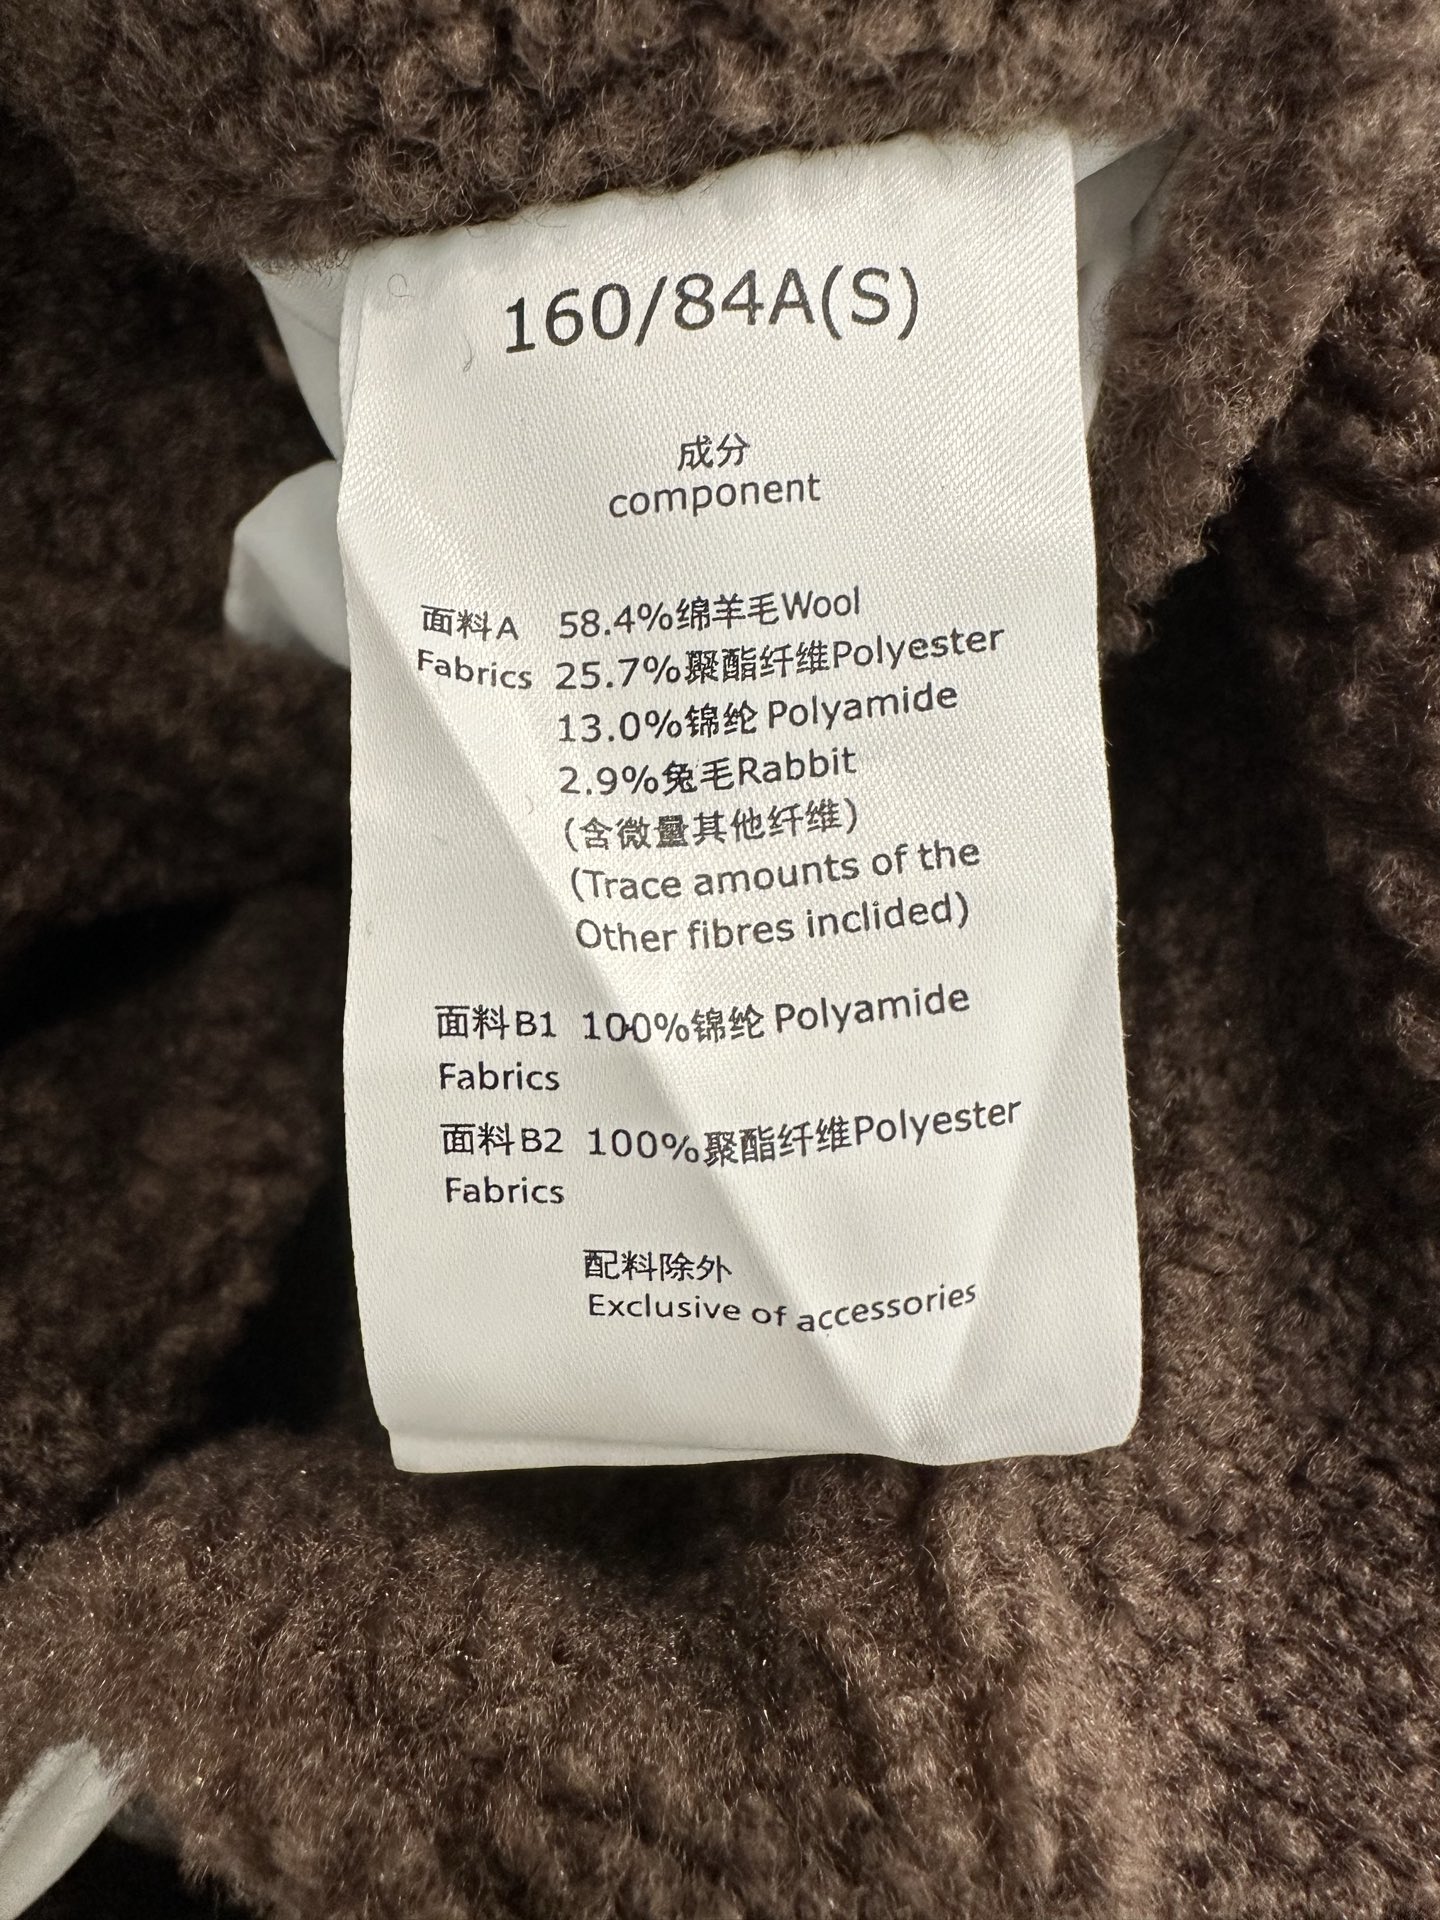 160/84A(S)
成分
component
面料A 58.4%绵羊毛Wool
Fabrics 25.7%聚酯纤维Polyester
13.0%锦纶 Polyamide
2.9%兔毛Rabbit
(含微量其他纤维)
(Trace amounts of the
Other fibres inclided)
面料B1 100%锦纶 Polyamide
Fabrics
面料B2 100%聚酯纤维Polyester
Fabrics
配料除外
Exclusive of accessories